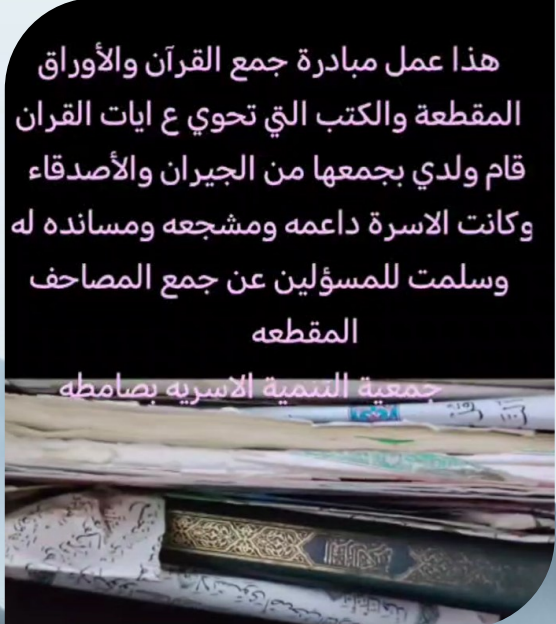 هذا عمل مبادرة جمع القرآن والأوراق
المقطعة والكتب التي تحوي ع ايات القران
قام ولدي بجمعها من الجيران والأصدقاء
وكانت الاسرة داعمه ومشجعه ومسانده له
وسلمت للمسؤلين عن جمع المصاحف
المقطعه
جمعية التنمية الاسريه بصامطه